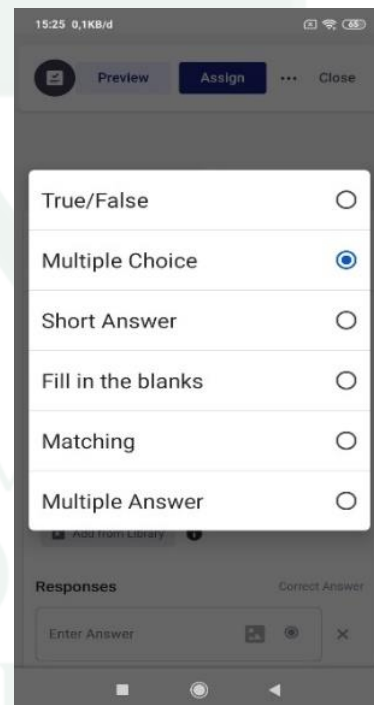 15:25 0,1KB/d 65
Preview Assign ... Close
True/False
Multiple Choice
Short Answer
Fill in the blanks
Matching
Multiple Answer
Add from Library
Responses Correct Answer
Enter Answer